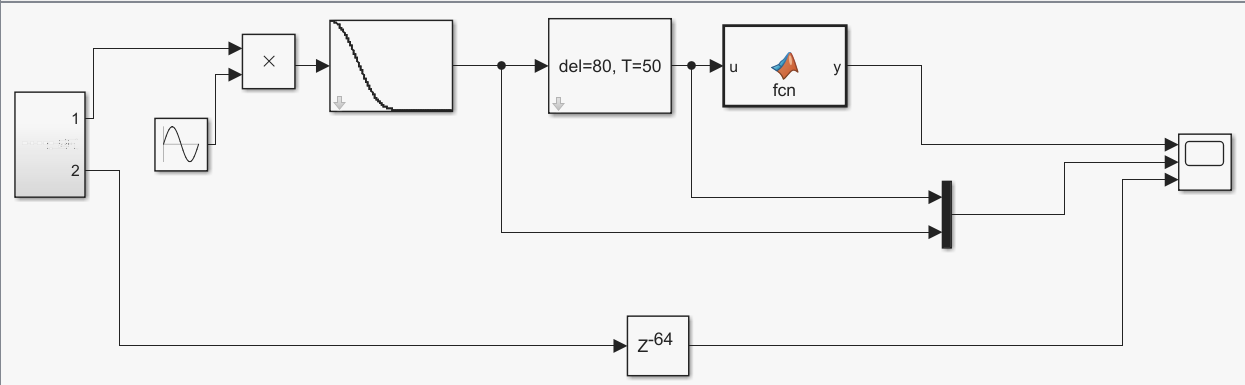 1
2
×
del=80, T=50
u
fcn
y
Z-64